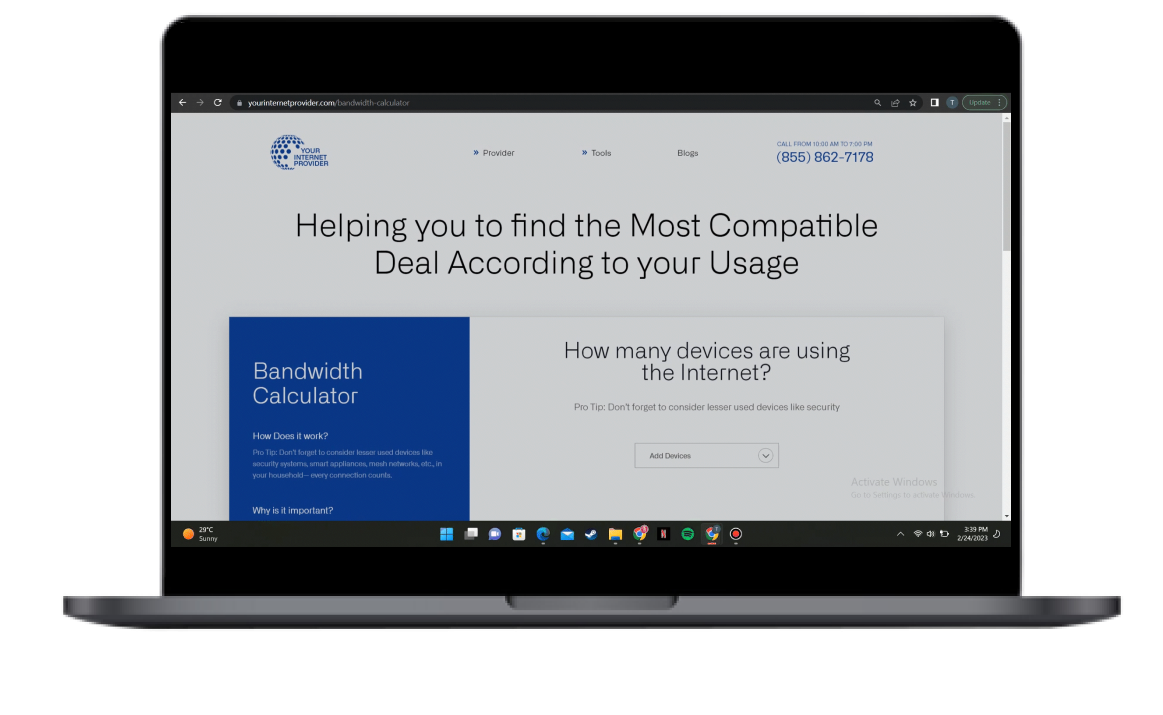 yourinternetprovider.com/bandwidth-calculator
T
Update
YOUR
INTERNET
PROVIDER
» Provider
» Tools
Blogs
CALL FROM 10:00 AM TO 7:00 PM
(855) 862-7178
Helping you to find the Most Compatible
Deal According to your Usage
Bandwidth
Calculator
How Does it work?
Pro Tip: Don't forget to consider lesser used devices like
security systems, smart appliances, mesh networks, etc., in
your household– every connection counts.
Why is it important?
How many devices are using
the Internet?
Pro Tip: Don't forget to consider lesser used devices like security
Add Devices
Activate Windows
Go to Settings to activate Windows.
29°C
Sunny
3:39 PM
2/24/2023